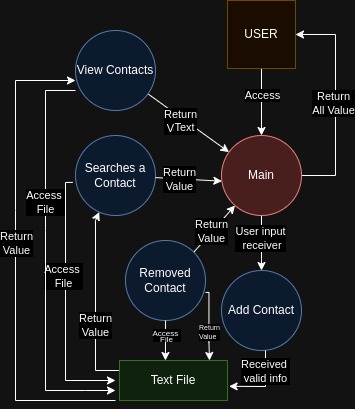 USER
View Contacts
Access
Return
All Value
Return
VText
Searches a
Contact
Return
Value
Main
Access
File
Return
Value
User input
receiver
Return
Value
Access
File
Removed
Contact
Add Contact
Return
Value
Return
Value
Access
File
Received
valid info
Text File